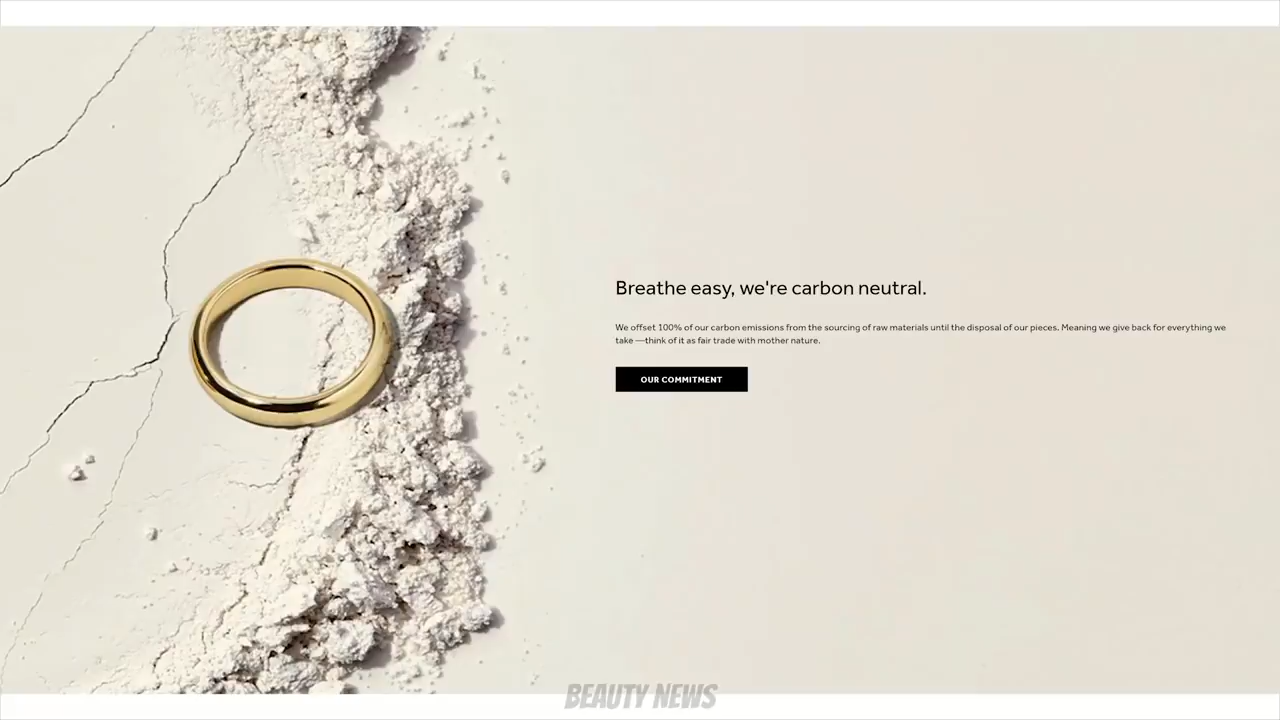 Breathe easy, we're carbon neutral.
We offset 100% of our carbon emissions from the sourcing of raw materials until the disposal of our pieces. Meaning we give back for everything we
take —think of it as fair trade with mother nature.
OUR COMMITMENT
BEAUTY NEWS